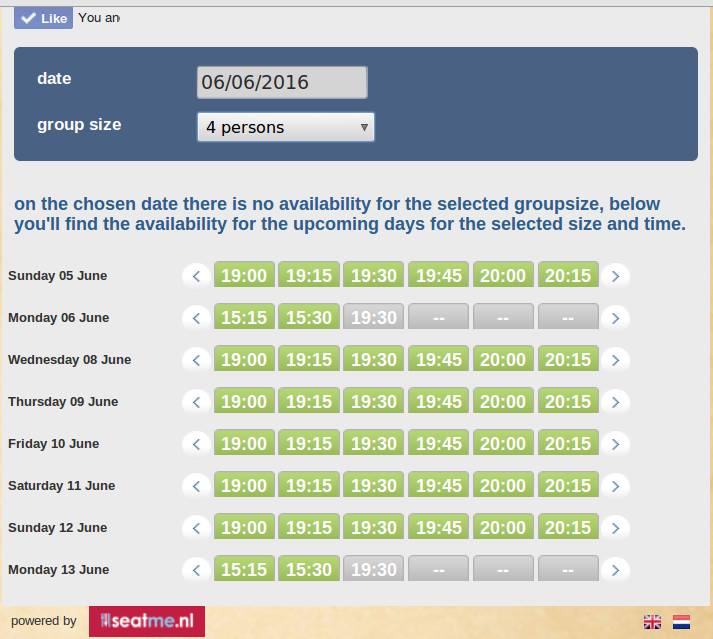 Like You an
date 06/06/2016
group size 4 persons
on the chosen date there is no availability for the selected groupsize, below
you'll find the availability for the upcoming days for the selected size and time.
Sunday 05 June < 19:00 19:15 19:30 19:45 20:00 20:15 >
Monday 06 June < 15:15 15:30 19:30 -- -- -- >
Wednesday 08 June < 19:00 19:15 19:30 19:45 20:00 20:15 >
Thursday 09 June < 19:00 19:15 19:30 19:45 20:00 20:15 >
Friday 10 June < 19:00 19:15 19:30 19:45 20:00 20:15 >
Saturday 11 June < 19:00 19:15 19:30 19:45 20:00 20:15 >
Sunday 12 June < 19:00 19:15 19:30 19:45 20:00 20:15 >
Monday 13 June < 15:15 15:30 19:30 -- -- -- >
powered by seatme.nl